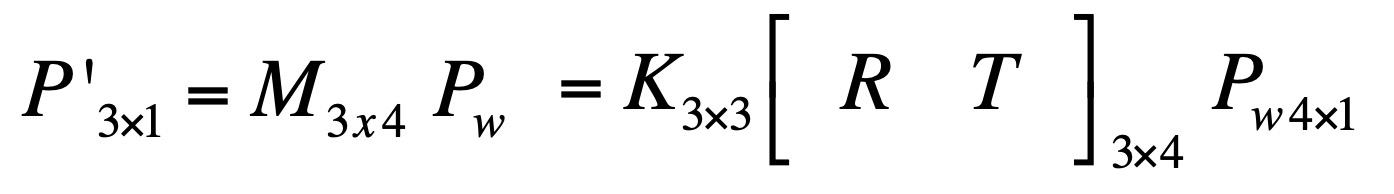 P'3×1 = M3x4 Pw = K3×3 [ R T ]3×4 Pw4×1